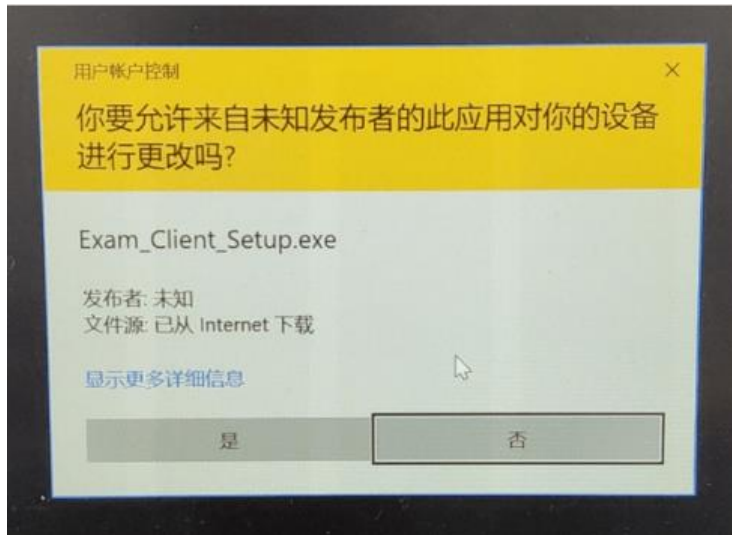 用户帐户控制
你要允许来自未知发布者的此应用对你的设备
进行更改吗?
Exam_Client_Setup.exe
发布者: 未知
文件源: 已从 Internet 下载
显示更多详细信息
是
否